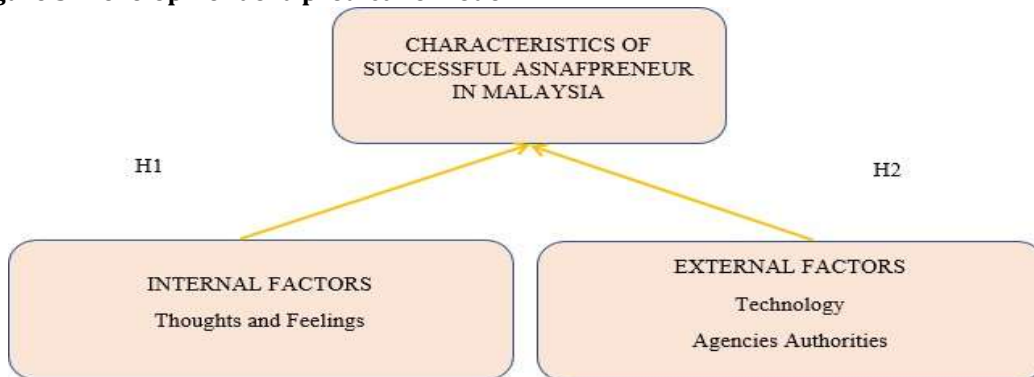 CHARACTERISTICS OF
SUCCESSFUL ASNAFPRENEUR
IN MALAYSIA
H1
H2
INTERNAL FACTORS
Thoughts and Feelings
EXTERNAL FACTORS
Technology
Agencies Authorities